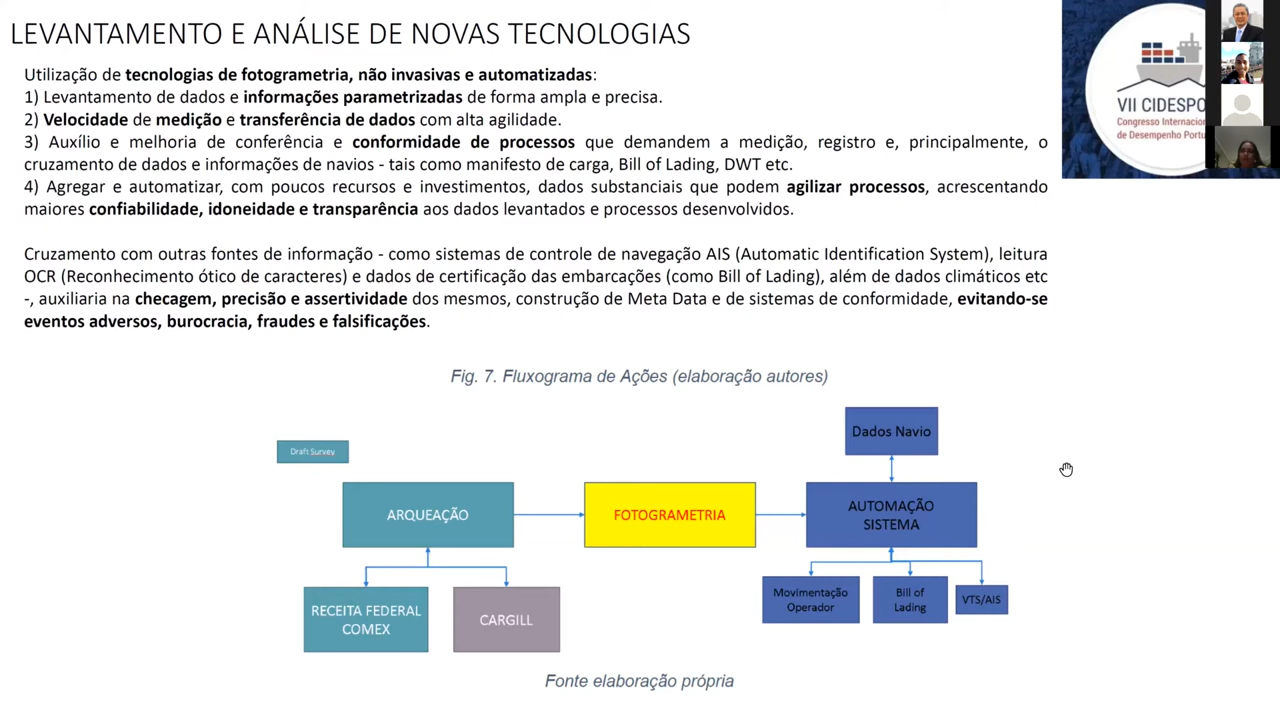 LEVANTAMENTO E ANÁLISE DE NOVAS TECNOLOGIAS
Utilização de tecnologias de fotogrametria, não invasivas e automatizadas:
1) Levantamento de dados e informações parametrizadas de forma ampla e precisa.
2) Velocidade de medição e transferência de dados com alta agilidade.
3) Auxílio e melhoria de conferência e conformidade de processos que demandem a medição, registro e, principalmente, o
cruzamento de dados e informações de navios - tais como manifesto de carga, Bill of Lading, DWT etc.
4) Agregar e automatizar, com poucos recursos e investimentos, dados substanciais que podem agilizar processos, acrescentando
maiores confiabilidade, idoneidade e transparência aos dados levantados e processos desenvolvidos.
Cruzamento com outras fontes de informação - como sistemas de controle de navegação AIS (Automatic Identification System), leitura
OCR (Reconhecimento ótico de caracteres) e dados de certificação das embarcações (como Bill of Lading), além de dados climáticos etc
-, auxiliaria na checagem, precisão e assertividade dos mesmos, construção de Meta Data e de sistemas de conformidade, evitando-se
eventos adversos, burocracia, fraudes e falsificações.
VII CIDESPO
Congresso Internacion
de Desempenho Portu
Fig. 7. Fluxograma de Ações (elaboração autores)
Draft Survey
Dados Navio
ARQUEAÇÃO
FOTOGRAMETRIA
AUTOMAÇÃO
SISTEMA
RECEITA FEDERAL
COMEX
CARGILL
Movimentação
Operador
Bill of
Lading
VTS/AIS
Fonte elaboração própria